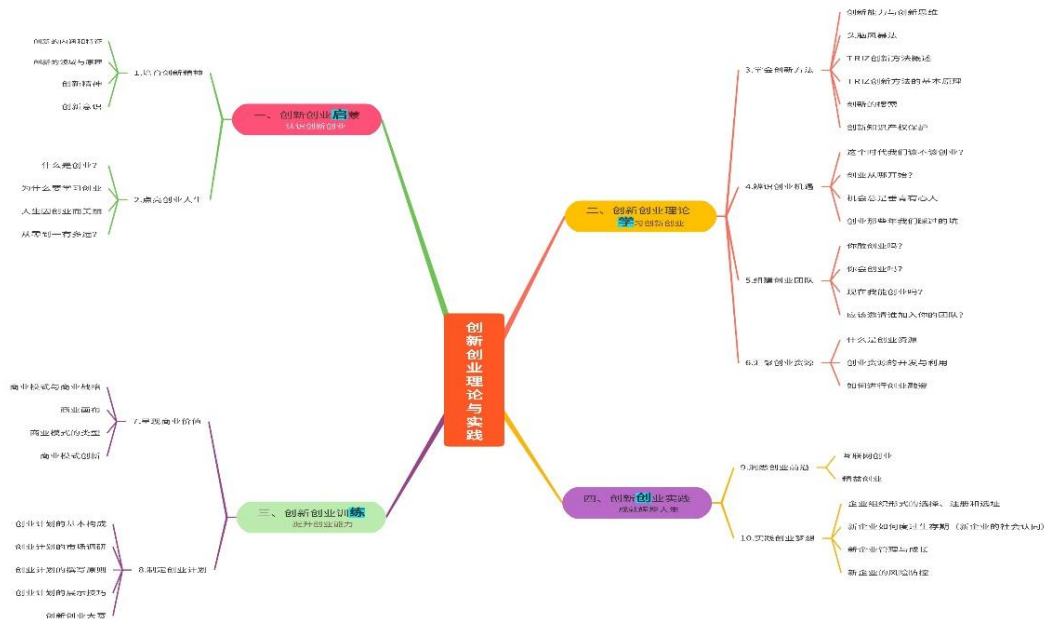 创新创业理论与实践
一、创新创业启蒙
认识创新创业
1.培育创新精神
创新的内涵和特征
创新的领域与原理
创新精神
创新意识
2.点亮创业人生
什么是创业？
为什么要学习创业
人生因创业而美丽
从零到一有多远？
二、创新创业理论
学习创新创业
3.学会创新方法
创新能力与创新思维
头脑风暴法
TRIZ创新方法概述
TRIZ创新方法的基本原理
创新的搜索
创新知识产权保护
4.辨识创业机遇
这个时代我们该不该创业？
创业从哪开始？
机会总是垂青有心人
创业那些年我们踩过的坑
5.组建创业团队
你敢创业吗？
你会创业吗？
现在我能创业吗？
应该邀请谁加入你的团队？
6.汇聚创业资源
什么是创业资源
创业资源的开发与利用
如何进行创业融资
三、创新创业训练
提升创业能力
7.呈现商业价值
商业模式与商业战略
商业画布
商业模式的类型
商业模式创新
8.制定创业计划
创业计划的基本构成
创业计划的市场调研
创业计划的撰写原则
创业计划的展示技巧
创新创业大赛
四、创新创业实践
成就辉煌人生
9.洞悉创业前沿
互联网创业
精益创业
10.实践创业梦想
企业组织形式的选择、注册和选址
新企业如何度过生存期（新企业的社会认同）
新企业管理与成长
新企业的风险防控